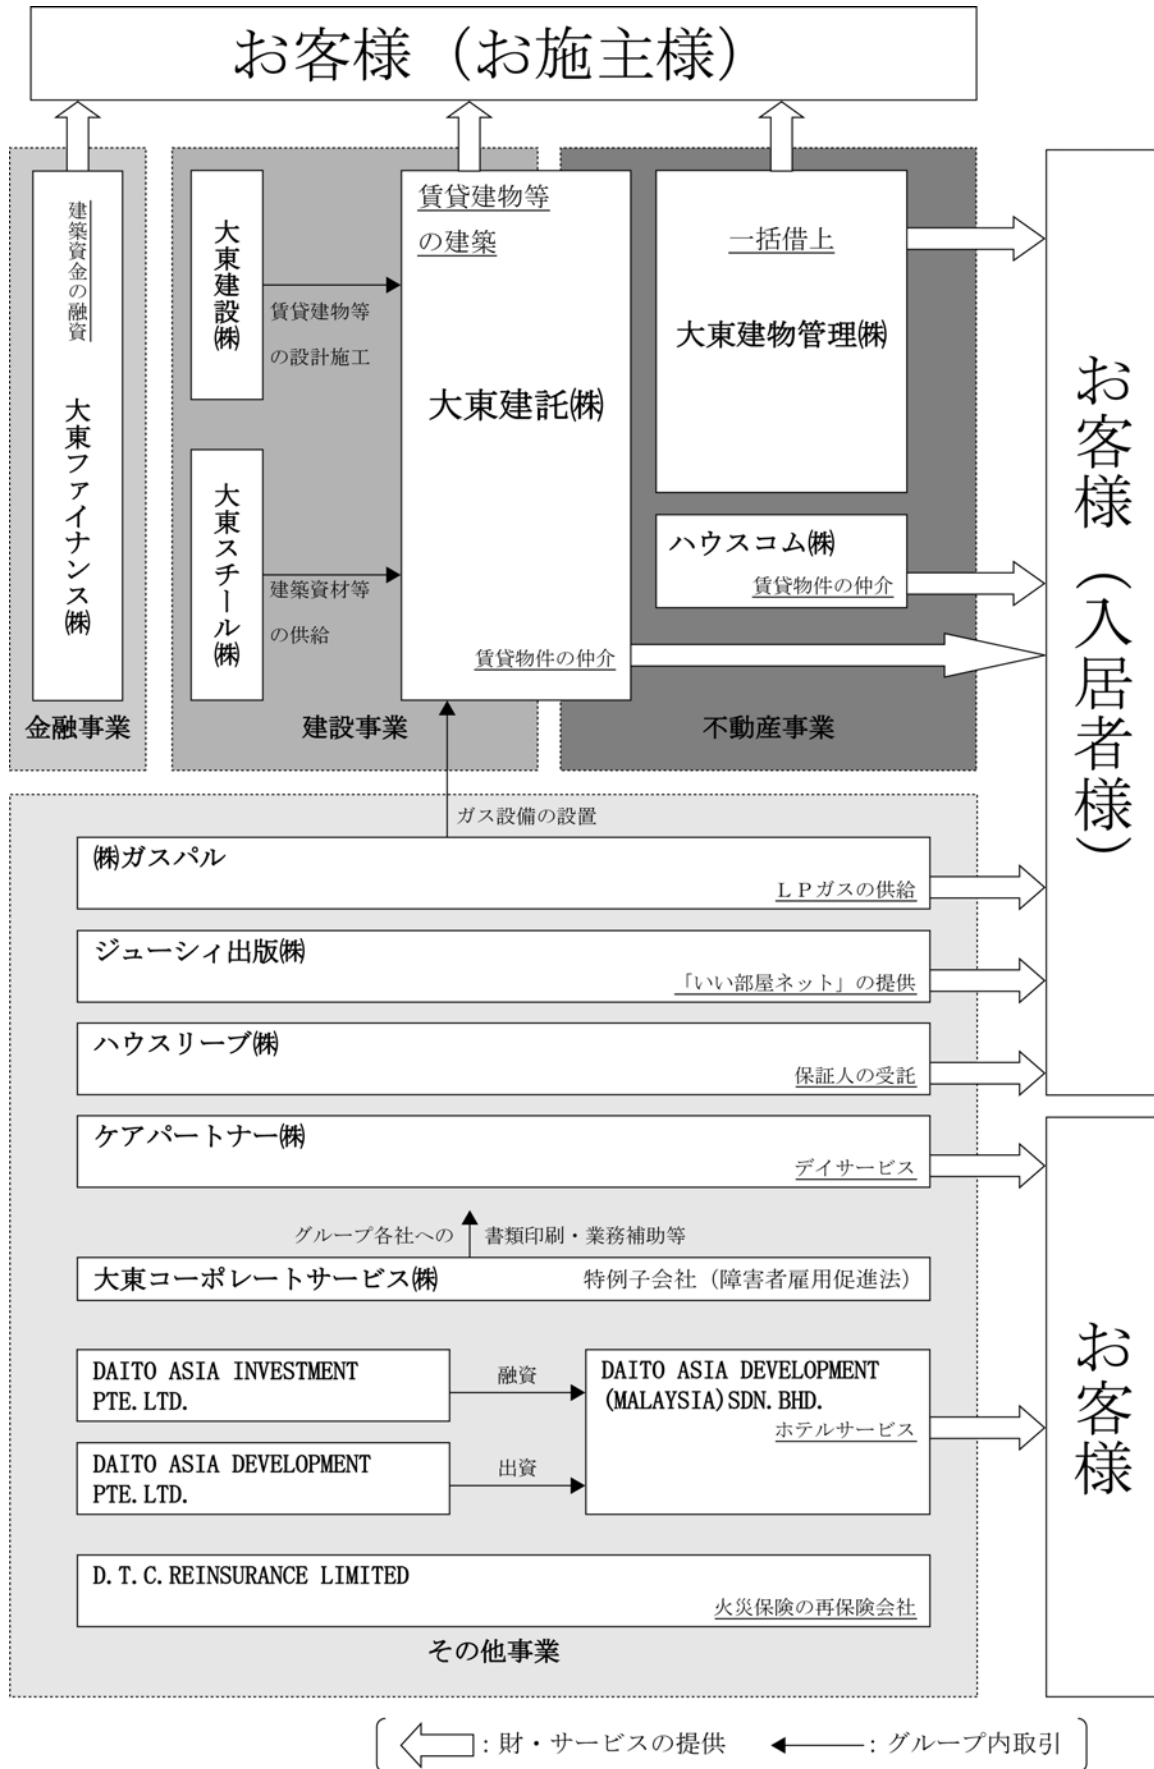 お客様（お施主様）
建築資金の融資
大東ファイナンス㈱
金融事業
大東建設㈱
賃貸建物等
の設計施工
大東スチール㈱
建築資材等
の供給
賃貸建物等
の建築
大東建託㈱
賃貸物件の仲介
建設事業
一括借上
大東建物管理㈱
ハウスコム㈱
賃貸物件の仲介
不動産事業
お客様（入居者様）
ガス設備の設置
㈱ガスパル
ＬＰガスの供給
ジューシィ出版㈱
「いい部屋ネット」の提供
ハウスリーブ㈱
保証人の受託
ケアパートナー㈱
デイサービス
グループ各社への　書類印刷・業務補助等
大東コーポレートサービス㈱　特例子会社（障害者雇用促進法）
DAITO ASIA INVESTMENT
PTE.LTD.
融資
DAITO ASIA DEVELOPMENT
(MALAYSIA)SDN.BHD.
ホテルサービス
DAITO ASIA DEVELOPMENT
PTE.LTD.
出資
D.T.C.REINSURANCE LIMITED
火災保険の再保険会社
その他事業
お客様
：財・サービスの提供　：グループ内取引